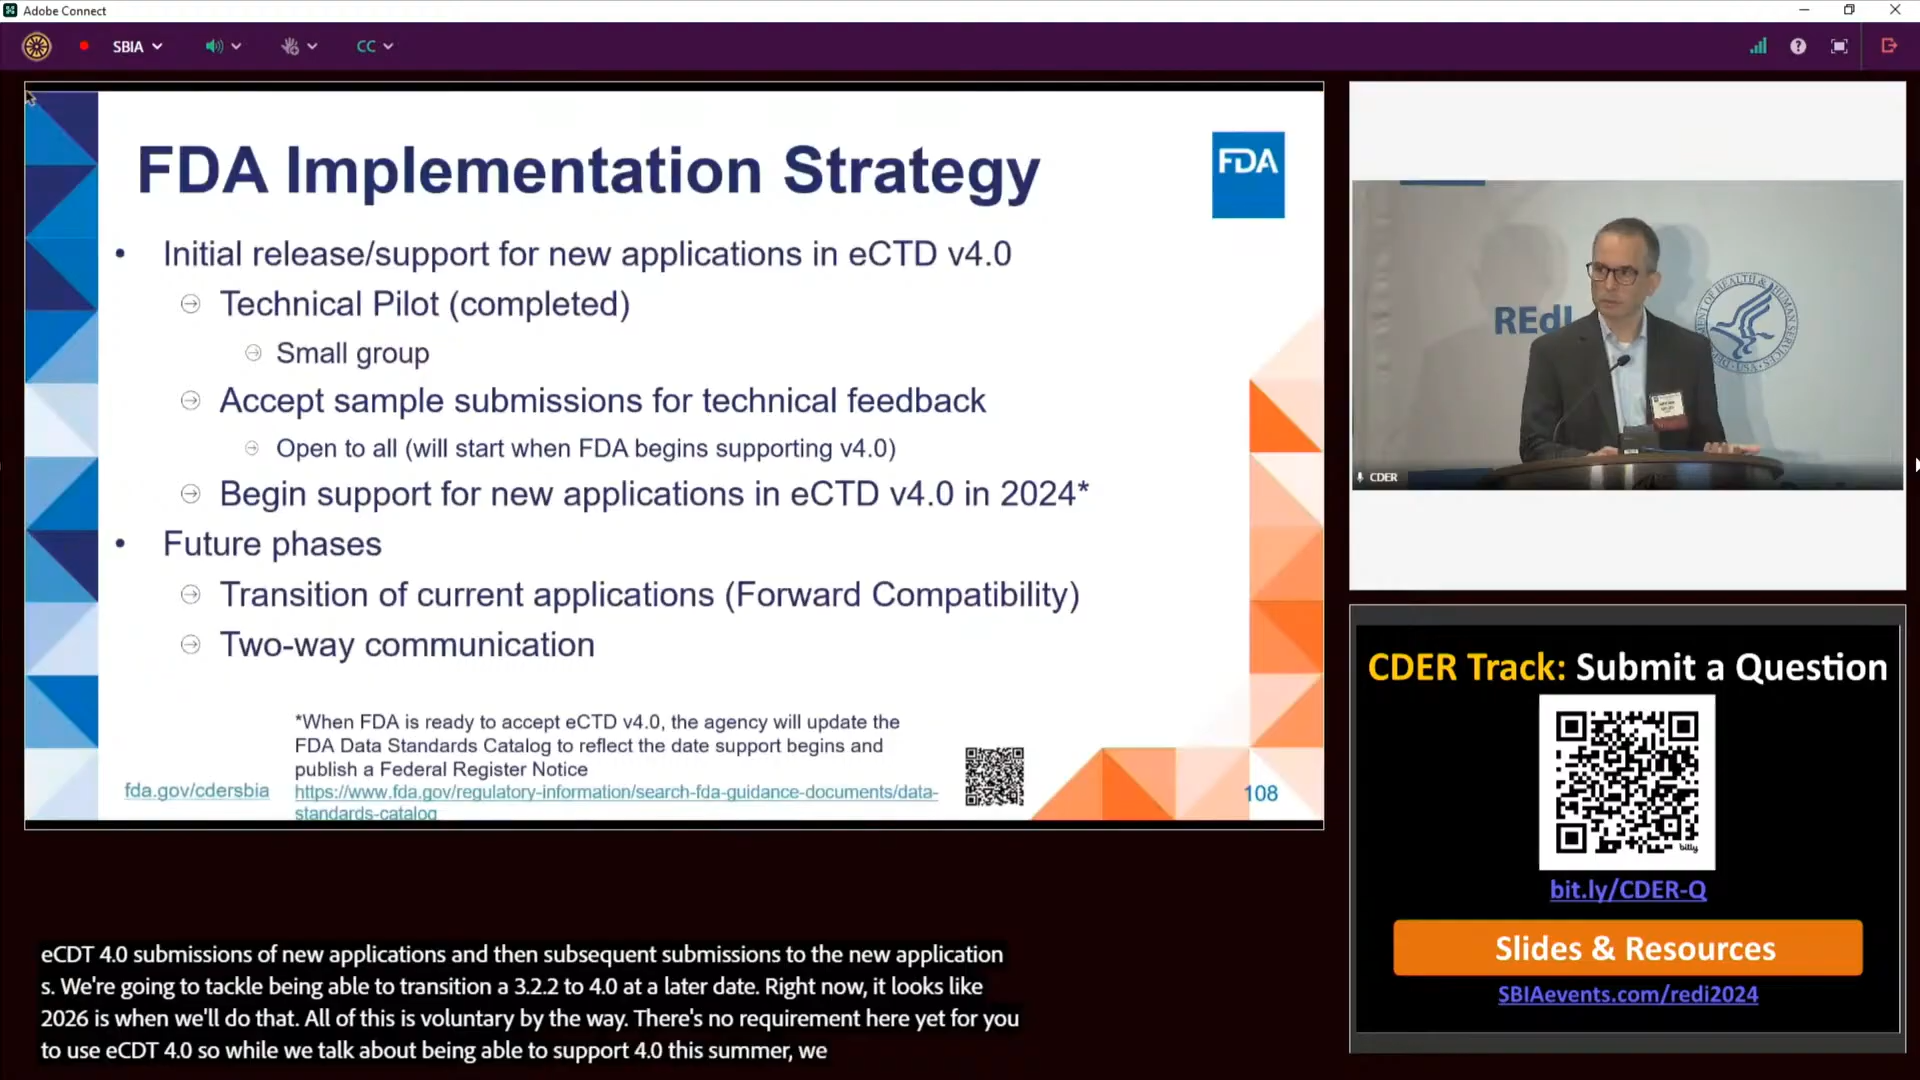 Adobe Connect
SBIA
CC
FDA Implementation Strategy
FDA
• Initial release/support for new applications in eCTD v4.0
Technical Pilot (completed)
Small group
Accept sample submissions for technical feedback
Open to all (will start when FDA begins supporting v4.0)
Begin support for new applications in eCTD v4.0 in 2024*
• Future phases
Transition of current applications (Forward Compatibility)
Two-way communication
*When FDA is ready to accept eCTD v4.0, the agency will update the
FDA Data Standards Catalog to reflect the date support begins and
publish a Federal Register Notice
https://www.fda.gov/regulatory-information/search-fda-guidance-documents/data-
standards-catalog
fda.gov/cdersbia
108
REdI
CDER
CDER Track: Submit a Question
bitly
bit.ly/CDER-Q
Slides & Resources
SBIAevents.com/redi2024
eCDT 4.0 submissions of new applications and then subsequent submissions to the new application
s. We're going to tackle being able to transition a 3.2.2 to 4.0 at a later date. Right now, it looks like
2026 is when we'll do that. All of this is voluntary by the way. There's no requirement here yet for you
to use eCDT 4.0 so while we talk about being able to support 4.0 this summer, we